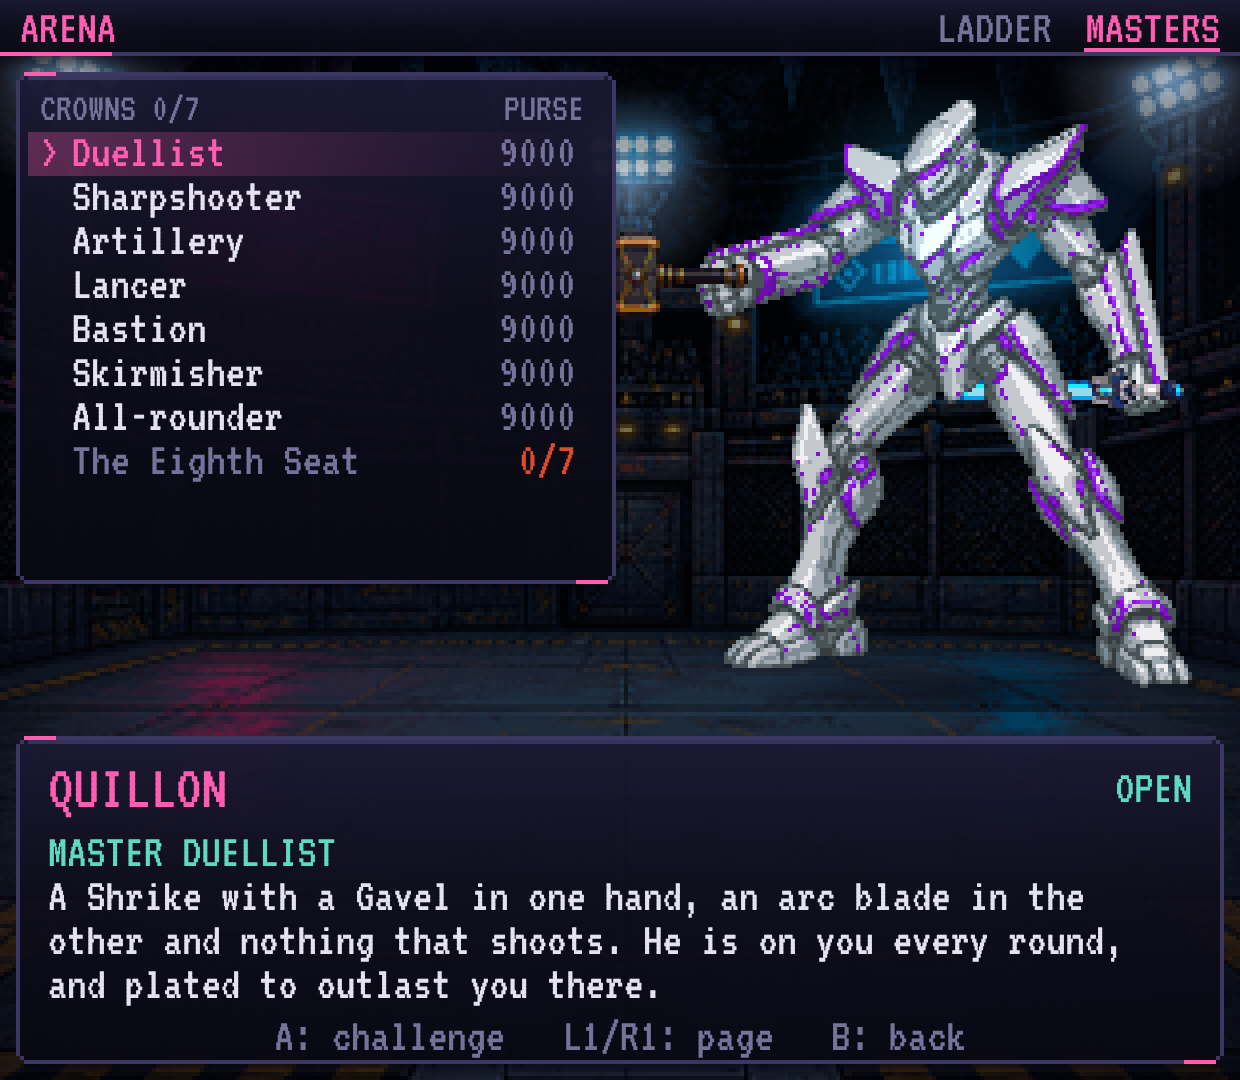 ARENA LADDER MASTERS
CROWNS 0/7 PURSE
> Duellist 9000
Sharpshooter 9000
Artillery 9000
Lancer 9000
Bastion 9000
Skirmisher 9000
All-rounder 9000
The Eighth Seat 0/7
QUILLON OPEN
MASTER DUELLIST
A Shrike with a Gavel in one hand, an arc blade in the
other and nothing that shoots. He is on you every round,
and plated to outlast you there.
A: challenge L1/R1: page B: back